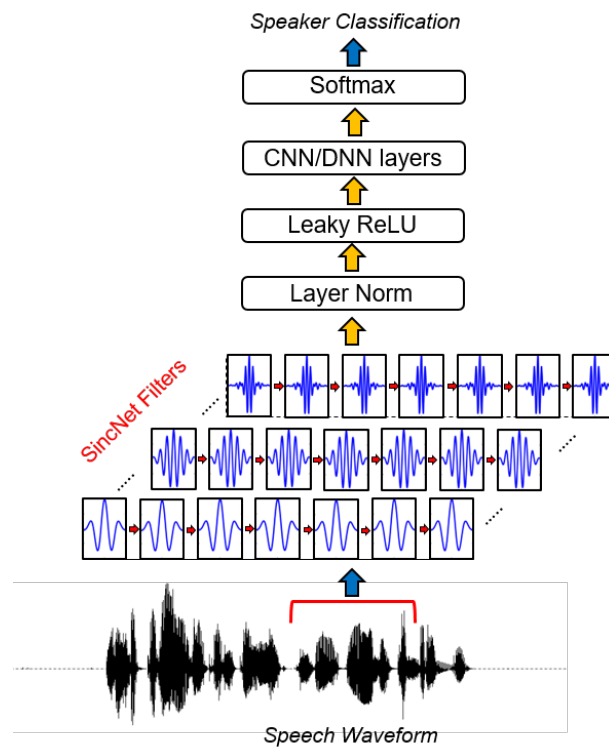 Speaker Classification
Softmax
CNN/DNN layers
Leaky ReLU
Layer Norm
SincNet Filters
Speech Waveform